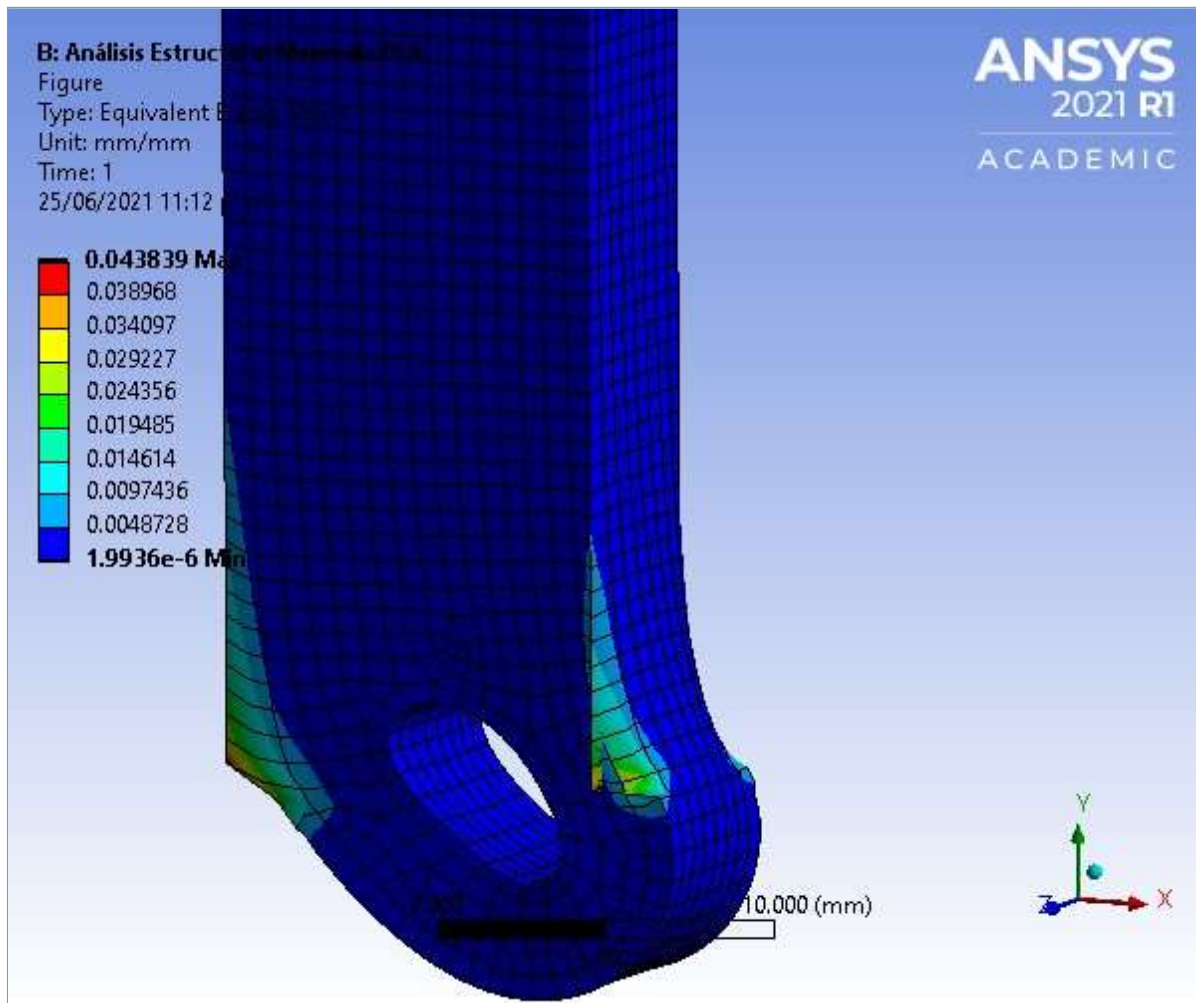 B: Análisis Estruc
Figure
Type: Equivalent E
Unit: mm/mm
Time: 1
25/06/2021 11:12
0.043839 Ma
0.038968
0.034097
0.029227
0.024356
0.019485
0.014614
0.0097436
0.0048728
1.9936e-6 Min
ANSYS
2021 R1
ACADEMIC
10.000 (mm)
Y
Z
X